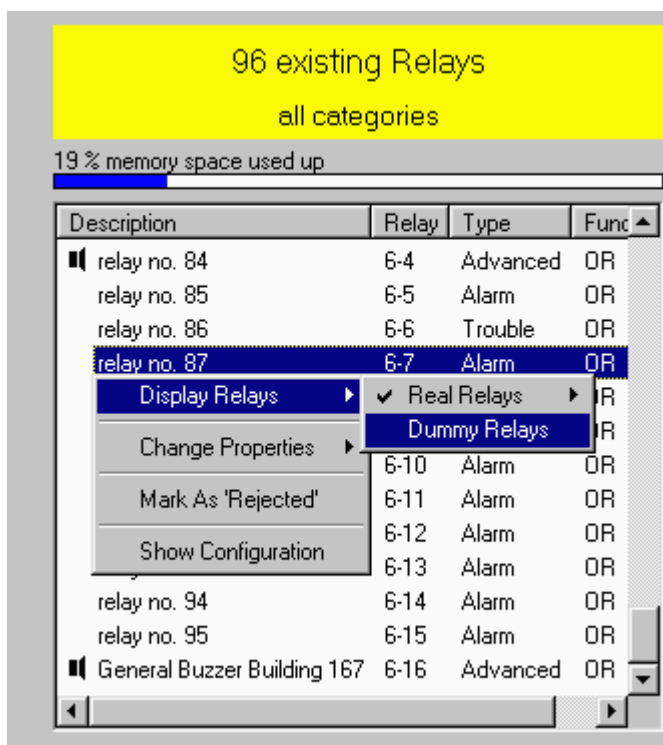 96 existing Relays
all categories
19 % memory space used up
Description Relay Type Func
relay no. 84 6-4 Advanced OR
relay no. 85 6-5 Alarm OR
relay no. 86 6-6 Trouble OR
relay no. 87 6-7 Alarm OR
Display Relays Real Relays
Dummy Relays
Change Properties 6-10 Alarm OR
Mark As 'Rejected' 6-11 Alarm OR
6-12 Alarm OR
Show Configuration 6-13 Alarm OR
relay no. 94 6-14 Alarm OR
relay no. 95 6-15 Alarm OR
General Buzzer Building 167 6-16 Advanced OR